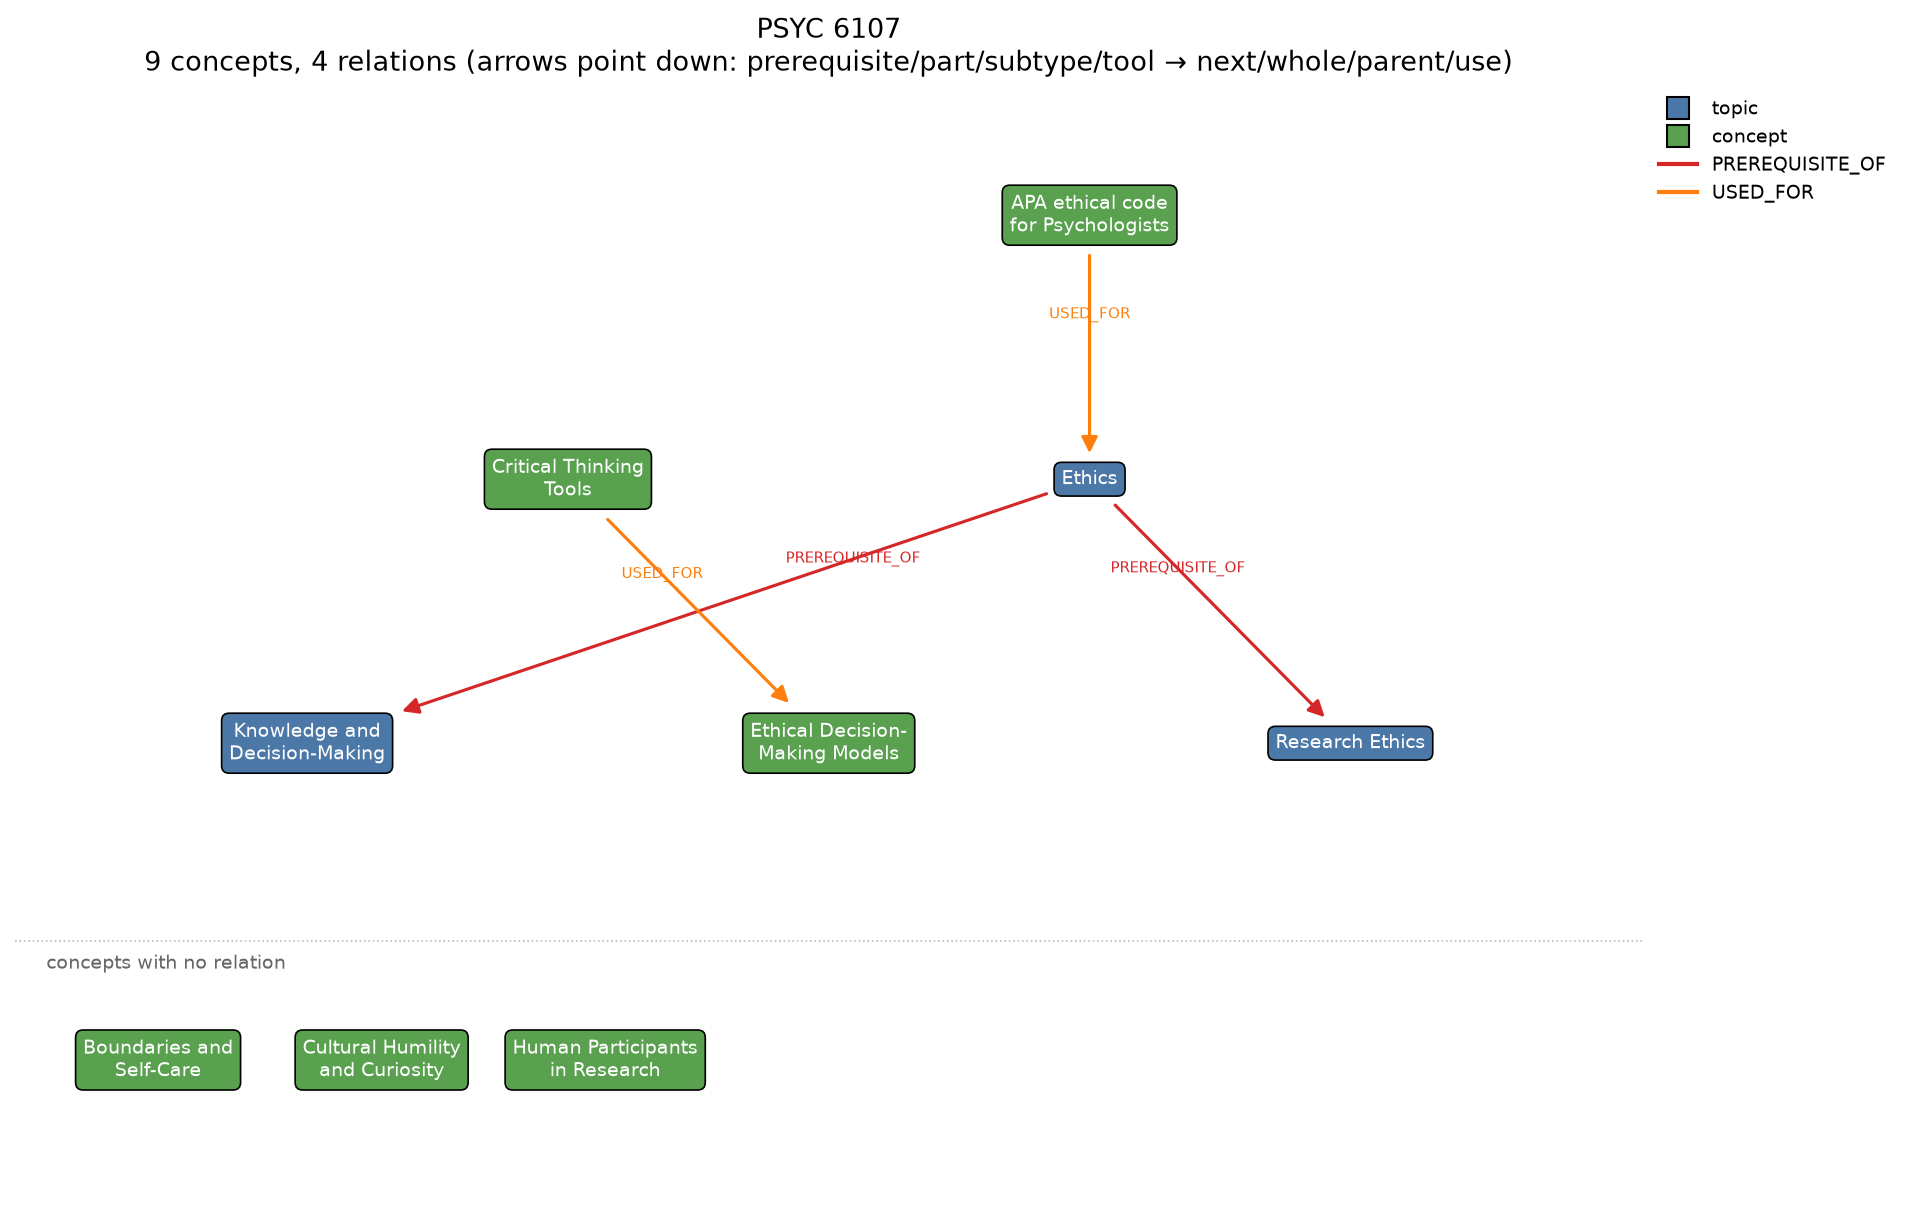 PSYC 6107
9 concepts, 4 relations (arrows point down: prerequisite/part/subtype/tool → next/whole/parent/use)
topic
concept
PREREQUISITE_OF
USED_FOR
APA ethical code
for Psychologists
USED_FOR
Critical Thinking
Tools
Ethics
PREREQUISITE_OF
PREREQUISITE_OF
USED_FOR
Knowledge and
Decision-Making
Ethical Decision-
Making Models
Research Ethics
concepts with no relation
Boundaries and
Self-Care
Cultural Humility
and Curiosity
Human Participants
in Research